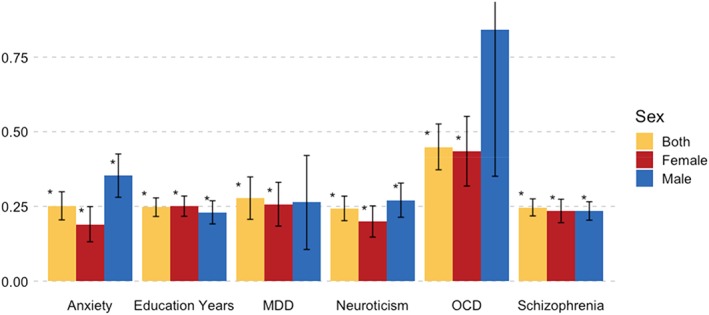 0.75
0.50
0.25
0.00
* * * * * * * * * * * * * * * *
Anxiety Education Years MDD Neuroticism OCD Schizophrenia
Sex
Both
Female
Male